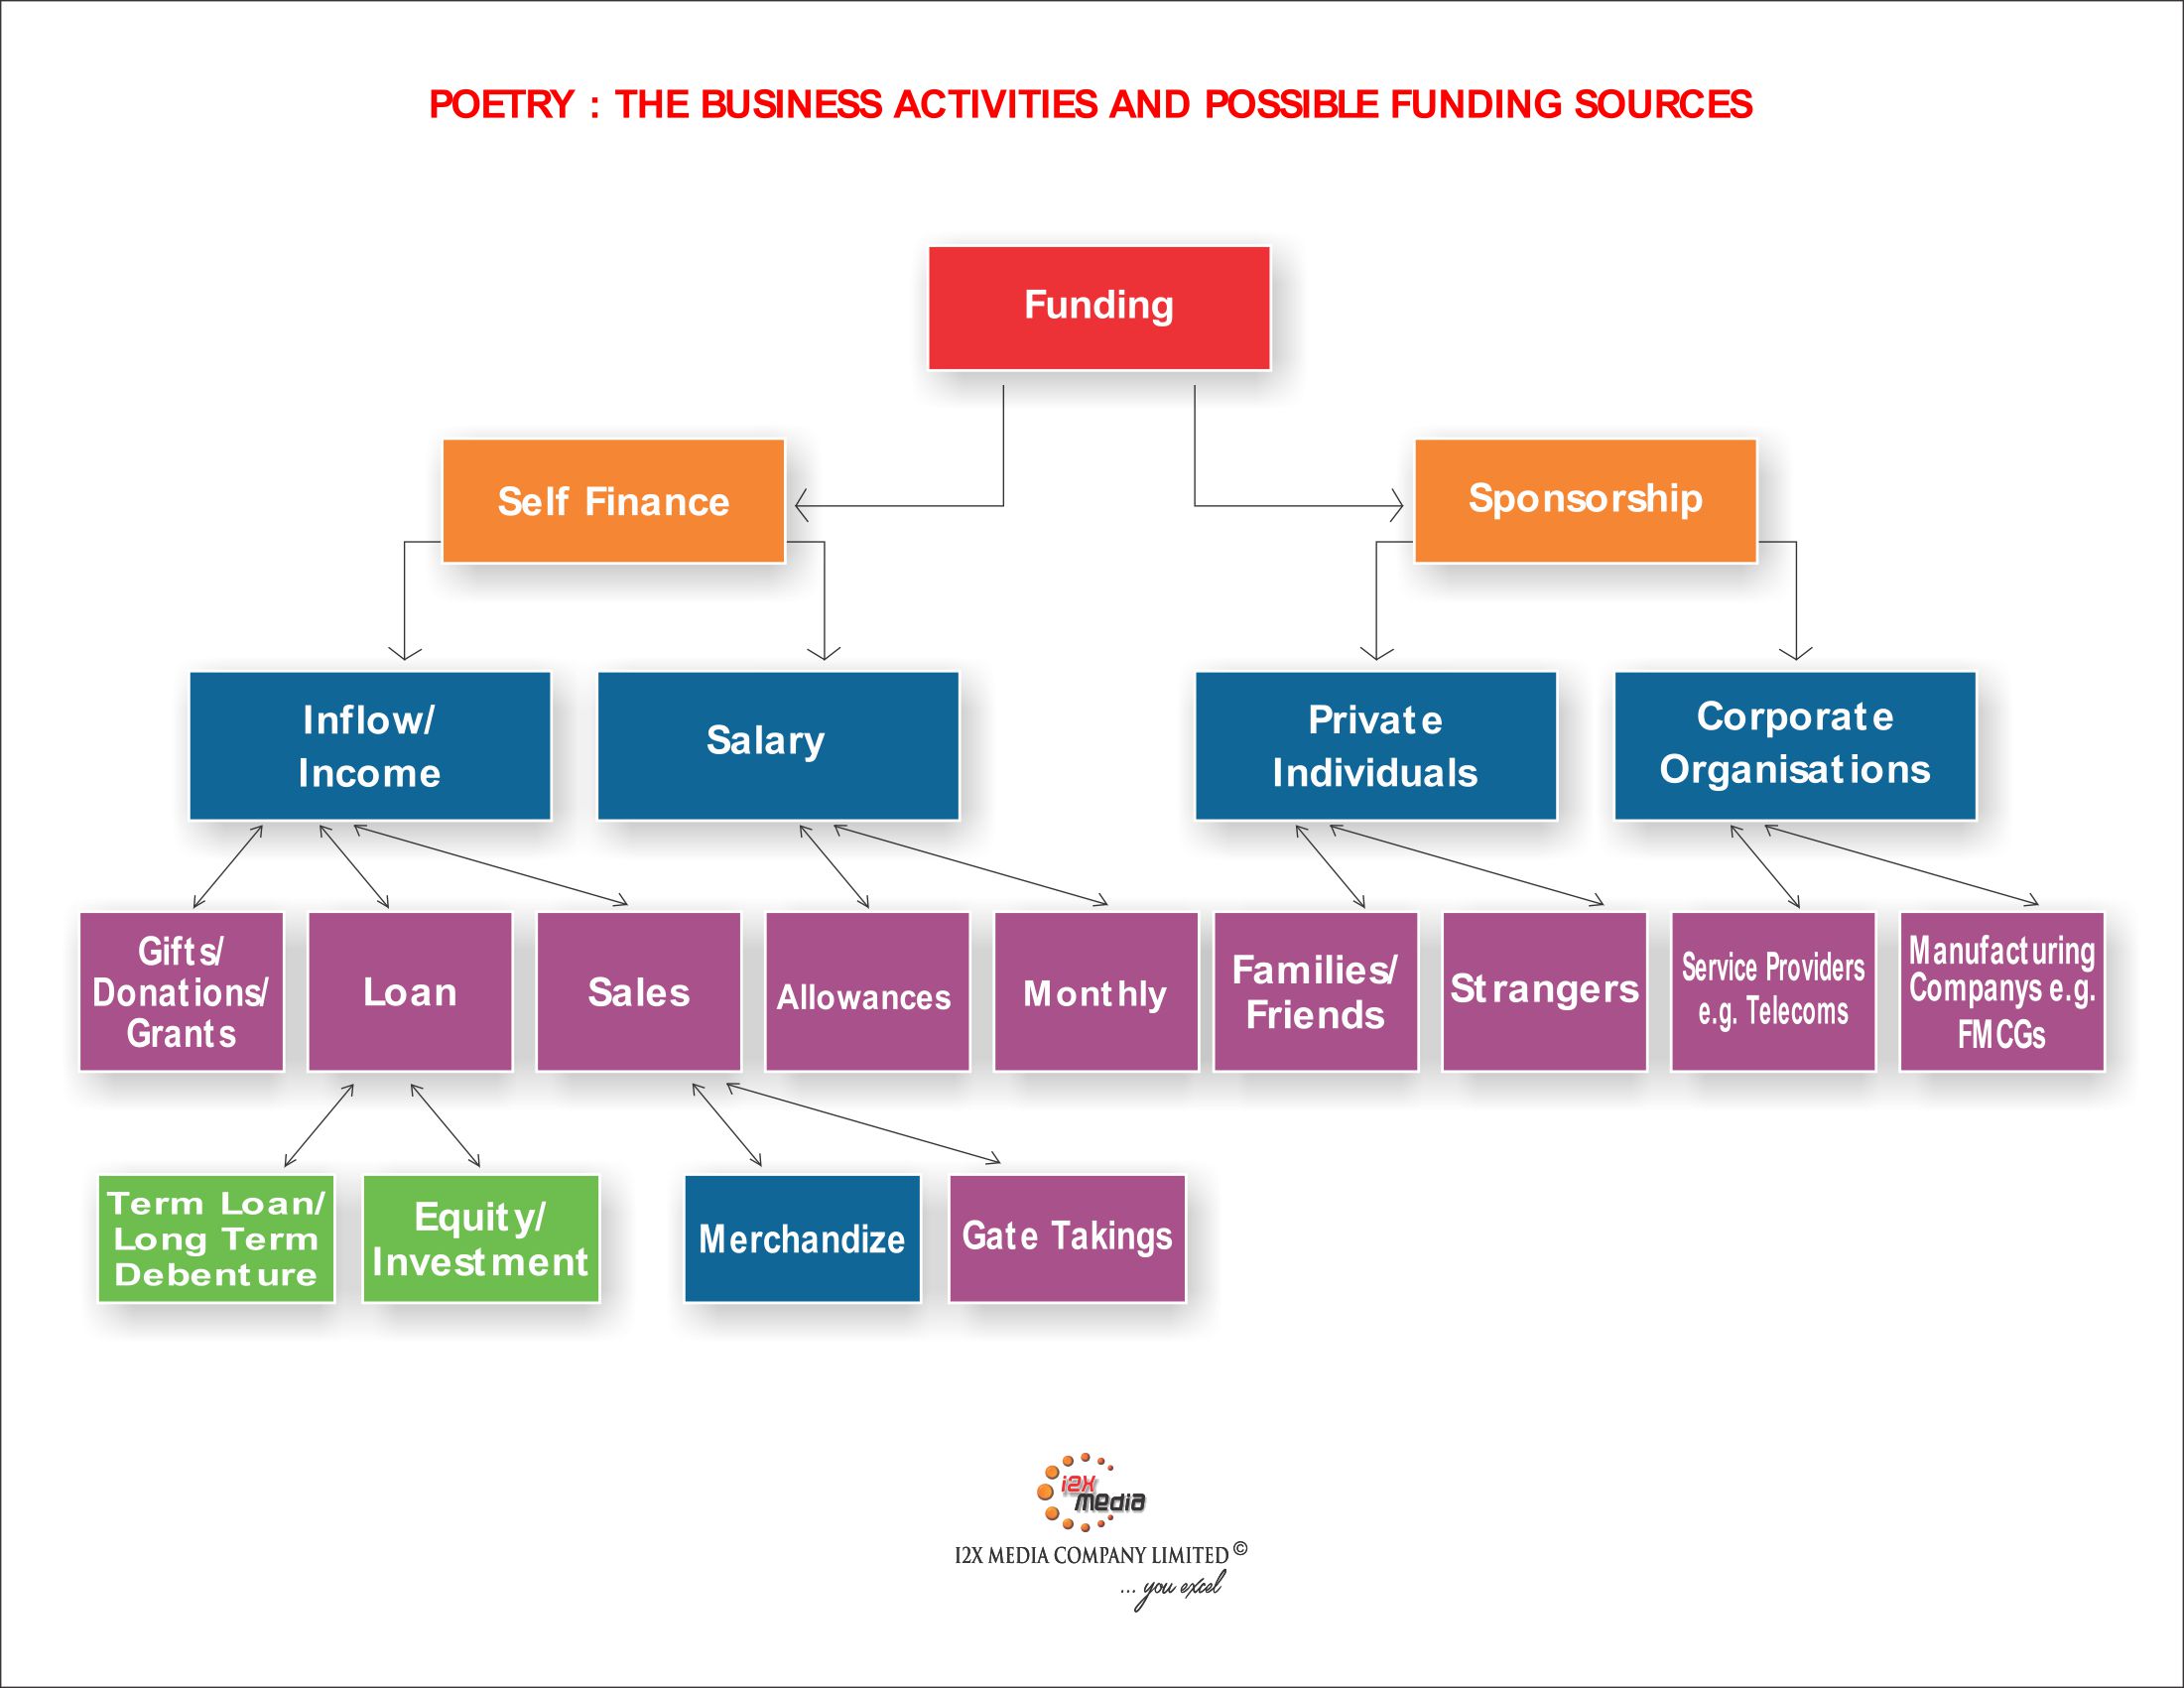 POETRY : THE BUSINESS ACTIVITIES AND POSSIBLE FUNDING SOURCES
Funding
Self Finance
Sponsorship
Inflow/
Income
Salary
Private
Individuals
Corporate
Organisations
Gifts/
Donations/
Grants
Loan
Sales
Allowances
Monthly
Families/
Friends
Strangers
Service Providers
e.g. Telecoms
Manufacturing
Companys e.g.
FMCGs
Term Loan/
Long Term
Debenture
Equity/
Investment
Merchandize
Gate Takings
i2X
media
I2X MEDIA COMPANY LIMITED ©
... you excel